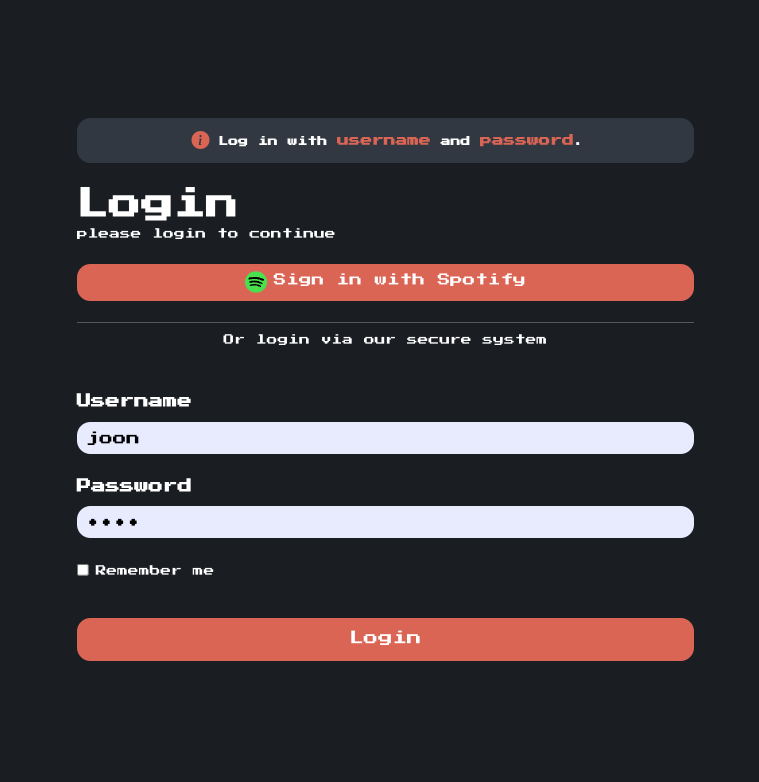 Log in with username and password.
Login
please login to continue
Sign in with Spotify
Or login via our secure system
Username
joon
Password
••••
Remember me
Login